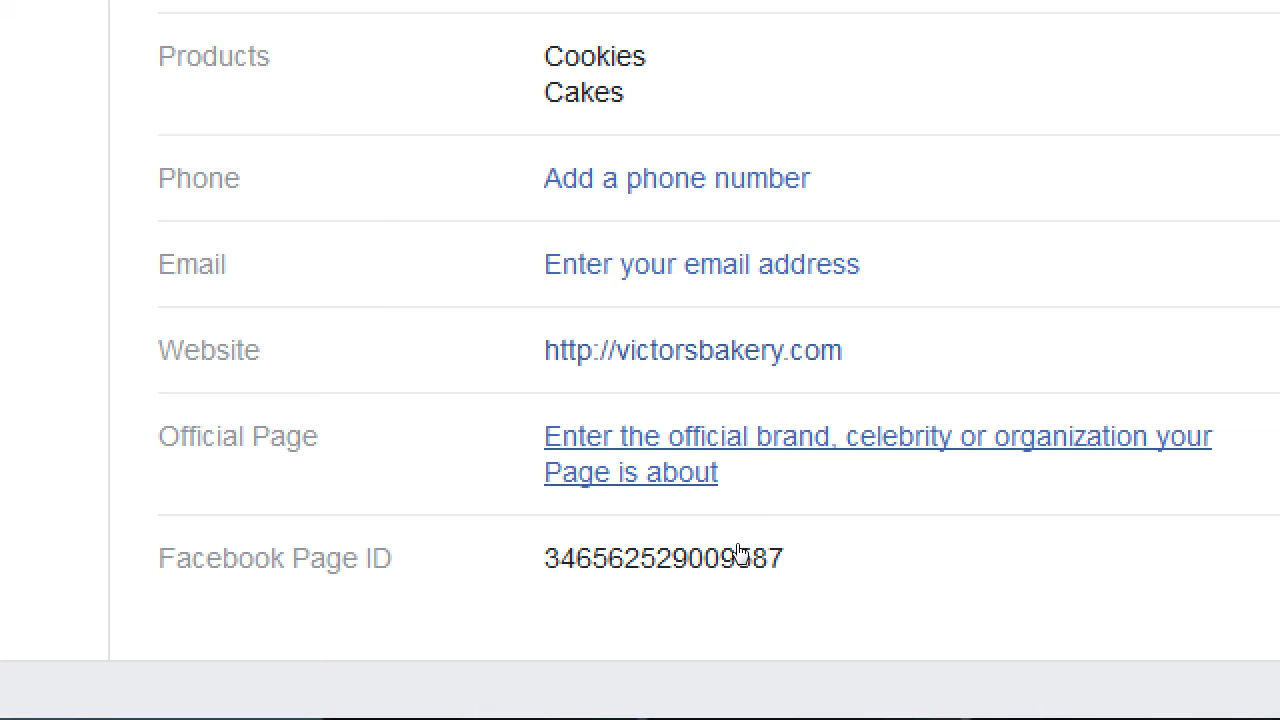 Products Cookies
Cakes
Phone Add a phone number
Email Enter your email address
Website http://victorsbakery.com
Official Page Enter the official brand, celebrity or organization your
Page is about
Facebook Page ID